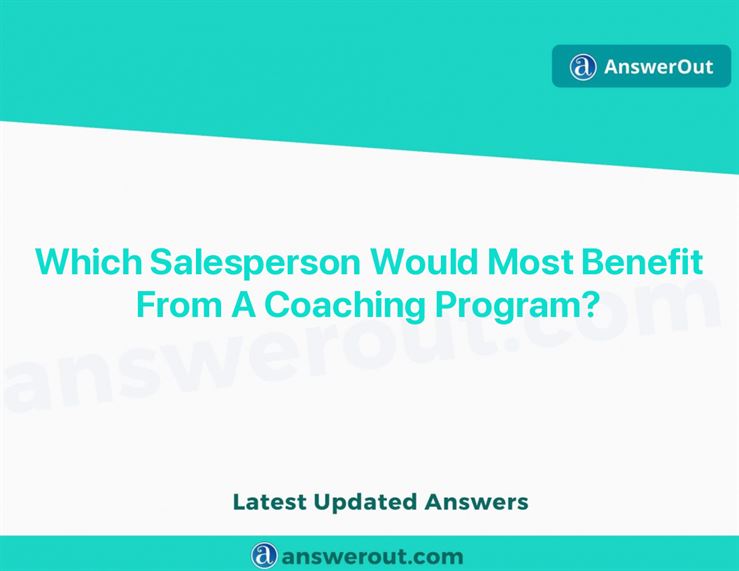 AnswerOut
Which Salesperson Would Most Benefit
From A Coaching Program?
answerout.com
Latest Updated Answers
answerout.com